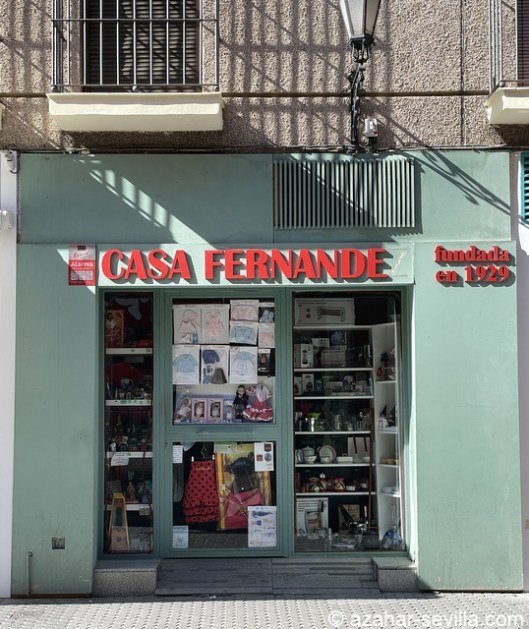 CASA FERNANDE
fundada
en 1929
© azahar-sevilla.com